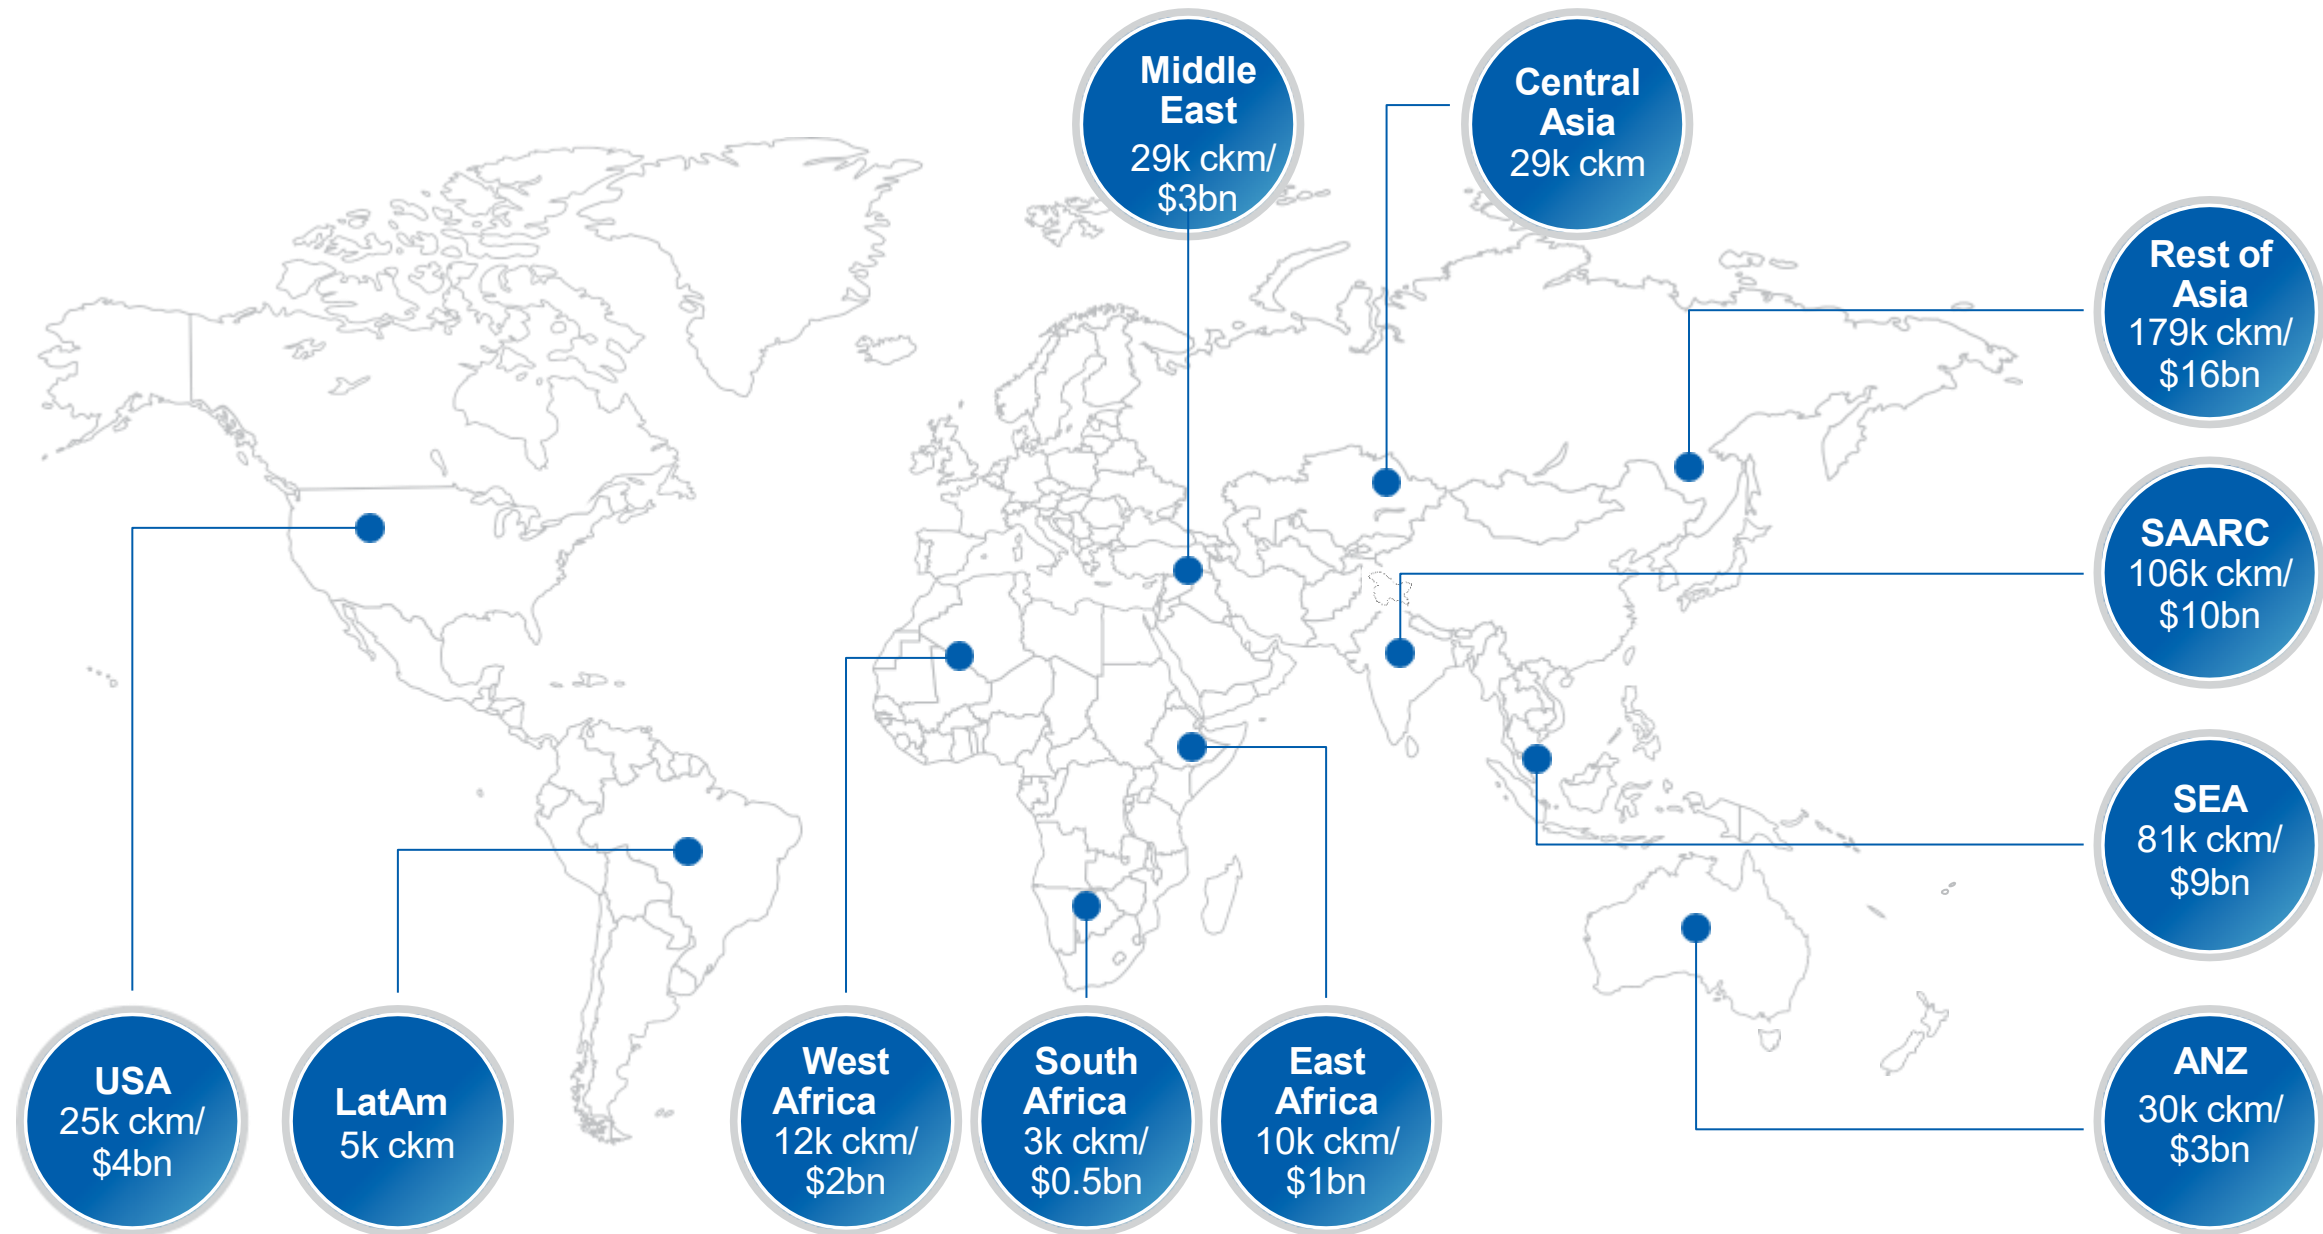 Middle
East
29k ckm/
$3bn
Central
Asia
29k ckm
Rest of
Asia
179k ckm/
$16bn
SAARC
106k ckm/
$10bn
SEA
81k ckm/
$9bn
USA
25k ckm/
$4bn
LatAm
5k ckm
West
Africa
12k ckm/
$2bn
South
Africa
3k ckm/
$0.5bn
East
Africa
10k ckm/
$1bn
ANZ
30k ckm/
$3bn